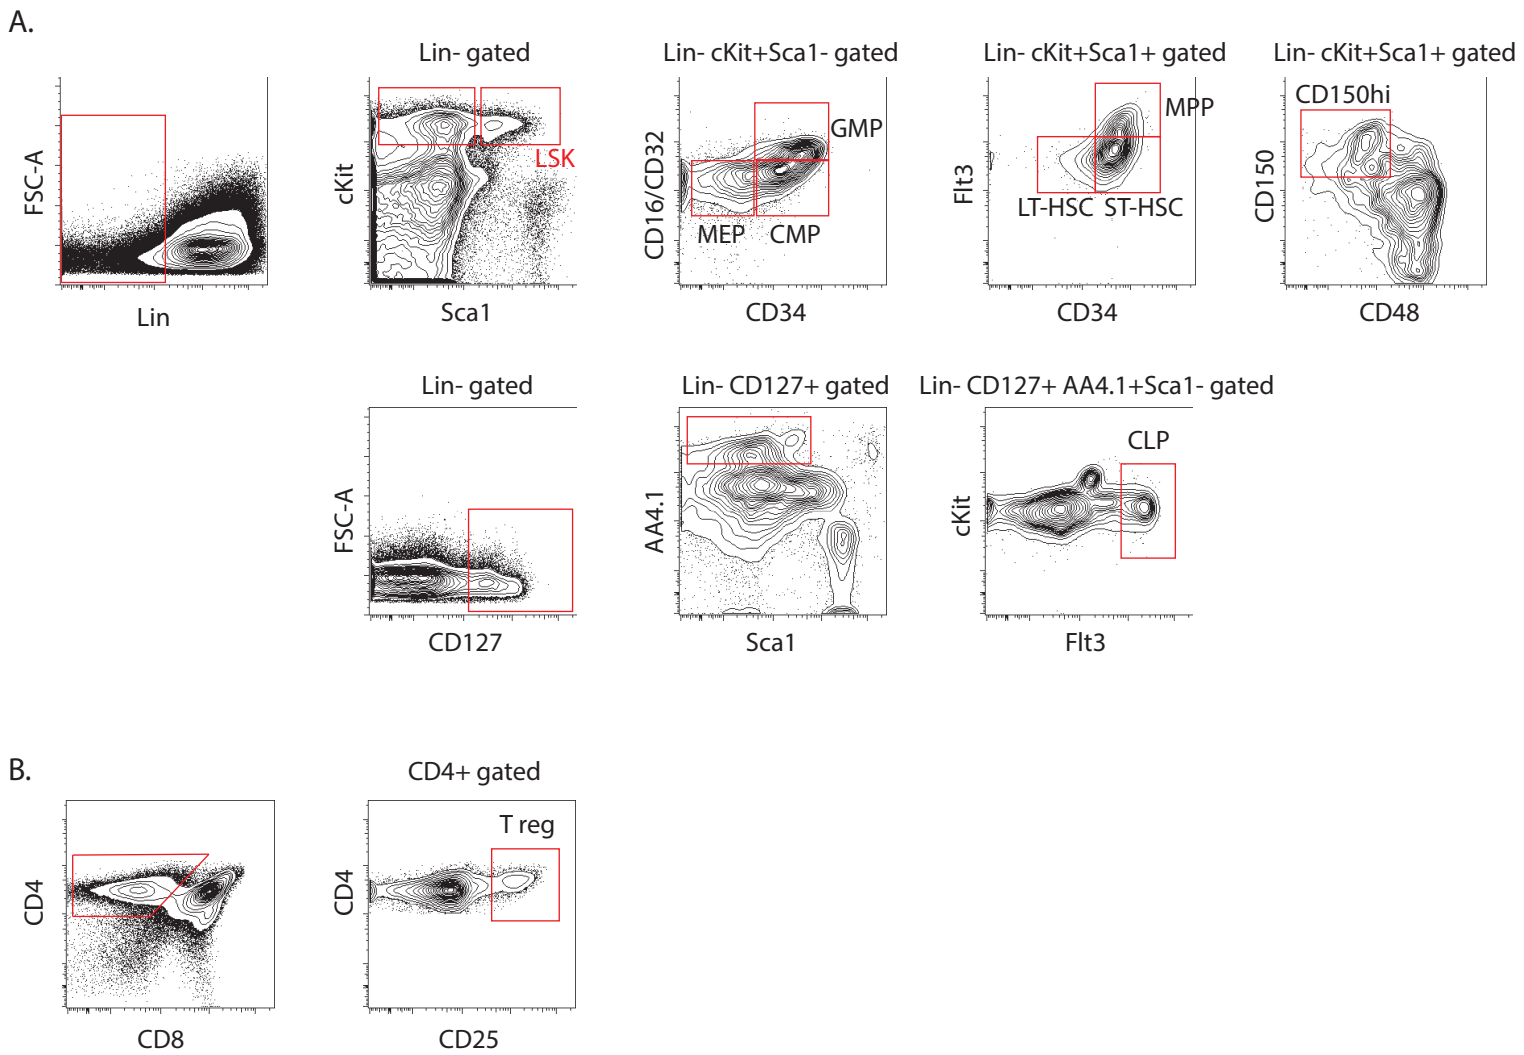 A.
Lin- gated
Lin- cKit+Sca1- gated
Lin- cKit+Sca1+ gated
Lin- cKit+Sca1+ gated
FSC-A
Lin
cKit
LSK
Sca1
CD16/CD32
GMP
MEP
CMP
CD34
Flt3
MPP
LT-HSC
ST-HSC
CD34
CD150
CD150hi
CD48
Lin- gated
Lin- CD127+ gated
Lin- CD127+ AA4.1+Sca1- gated
FSC-A
CD127
AA4.1
Sca1
cKit
CLP
Flt3
B.
CD4+ gated
CD4
CD8
CD4
T reg
CD25